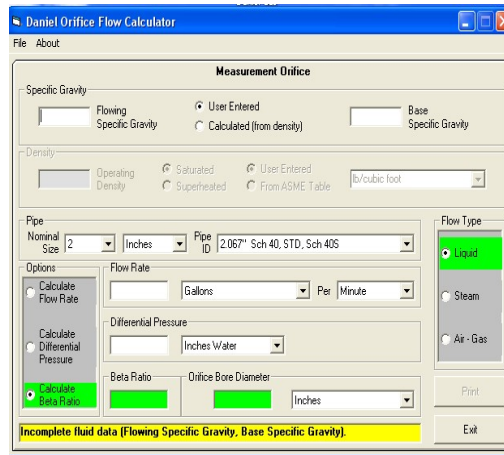 Daniel Orifice Flow Calculator
File About
Measurement Orifice
Specific Gravity
Flowing
Specific Gravity
User Entered
Calculated (from density)
Base
Specific Gravity
Density
Operating
Density
Saturated
Superheated
User Entered
From ASME Table
lb/cubic foot
Pipe
Nominal
Size
2
Inches
Pipe
ID
2.067" Sch 40, STD, Sch 40S
Flow Type
Liquid
Steam
Air - Gas
Options
Calculate
Flow Rate
Calculate
Differential
Pressure
Calculate
Beta Ratio
Flow Rate
Gallons
Per
Minute
Differential Pressure
Inches Water
Beta Ratio
Orifice Bore Diameter
Inches
Print
Exit
Incomplete fluid data (Flowing Specific Gravity, Base Specific Gravity).